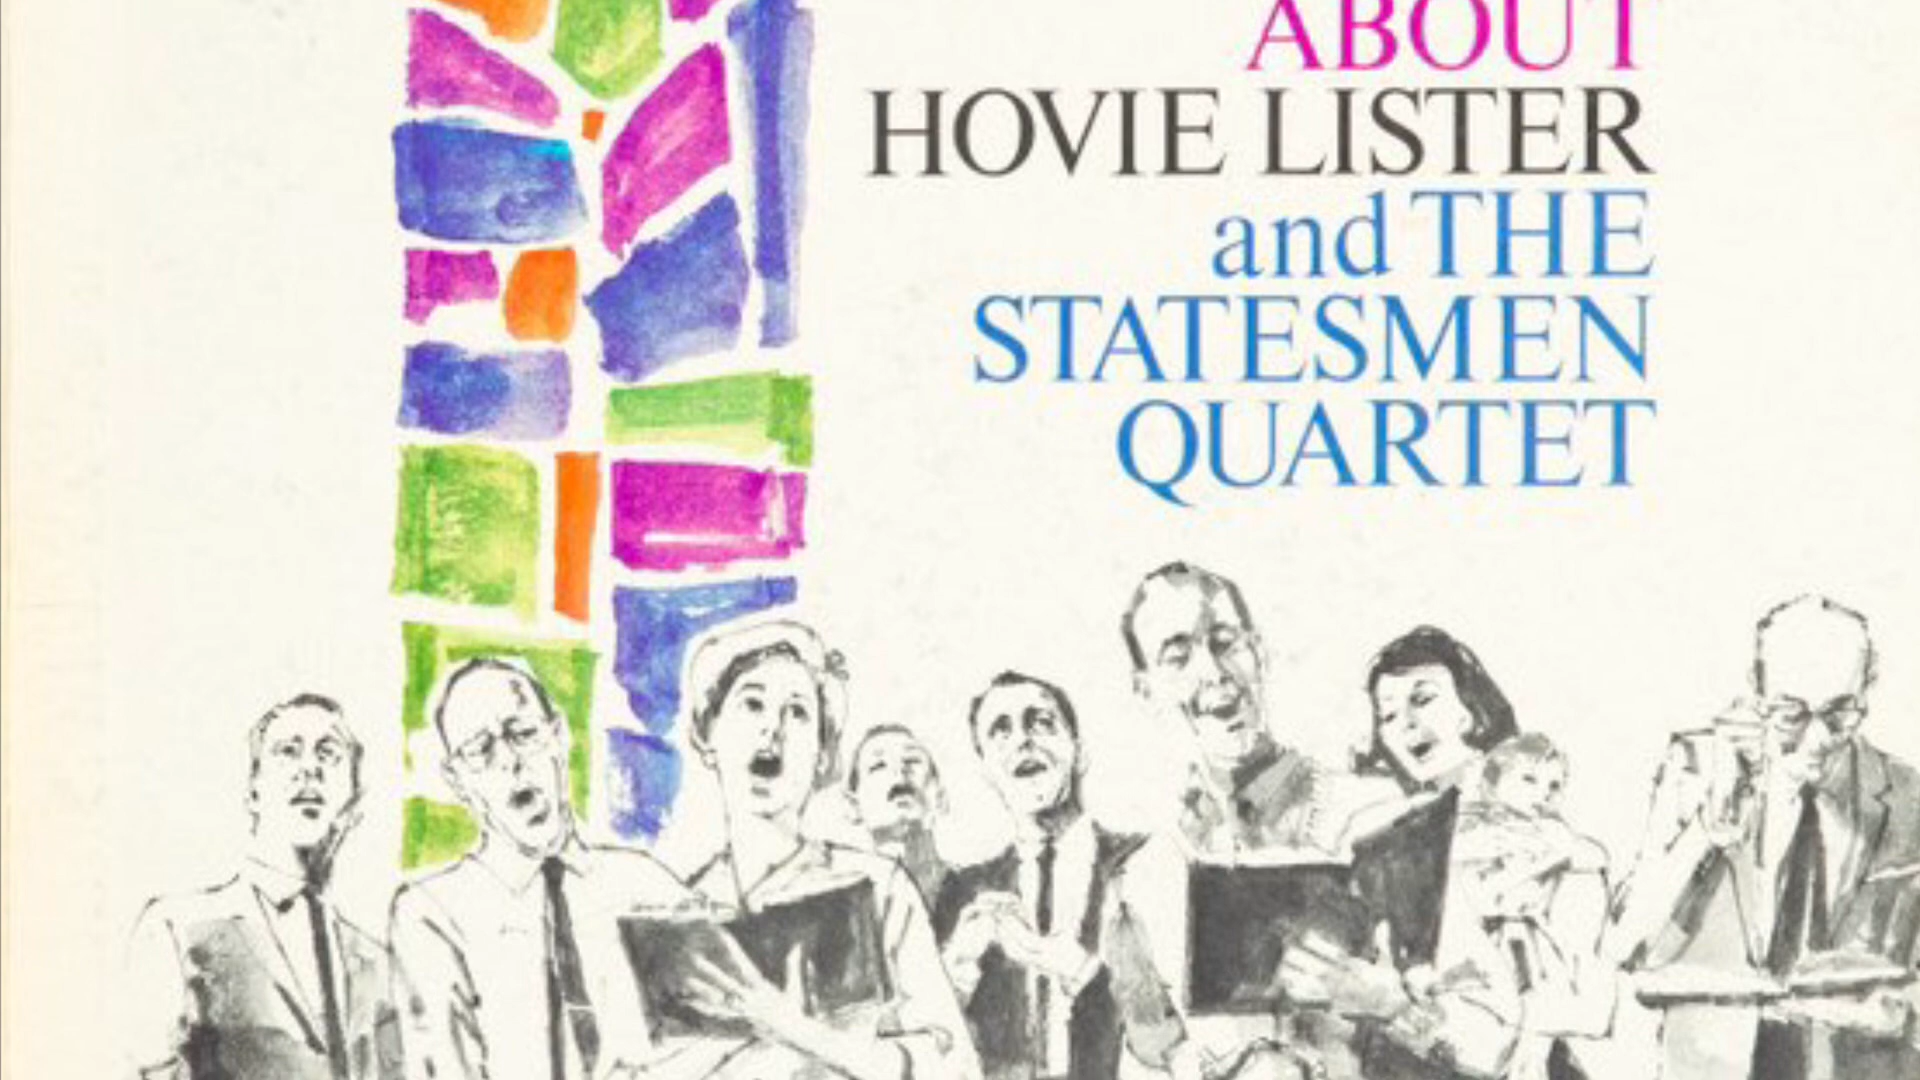 ABOUT
HOVIE LISTER
and THE
STATESMEN
QUARTET